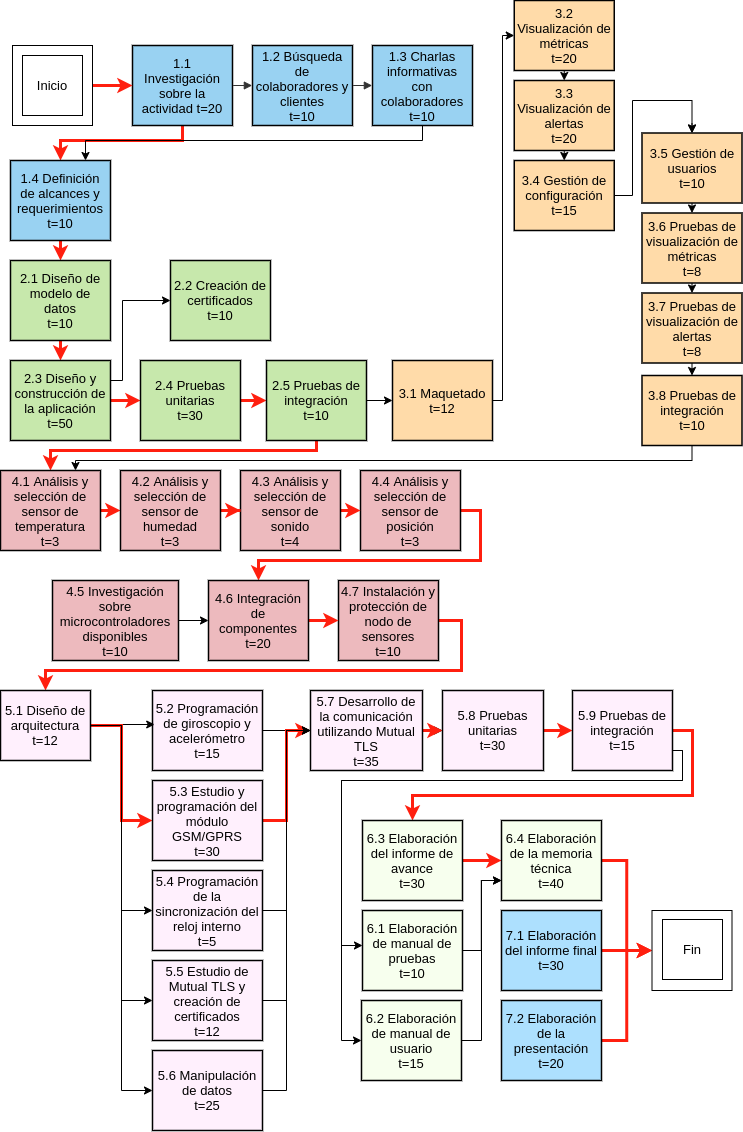 Inicio
1.1
Investigación
sobre la
actividad t=20
1.2 Búsqueda
de
colaboradores y
clientes
t=10
1.3 Charlas
informativas
con
colaboradores
t=10
3.2
Visualización de
métricas
t=20
3.3
Visualización de
alertas
t=20
3.4 Gestión de
configuración
t=15
3.5 Gestión de
usuarios
t=10
3.6 Pruebas de
visualización de
métricas
t=8
3.7 Pruebas de
visualización de
alertas
t=8
3.8 Pruebas de
integración
t=10
1.4 Definición
de alcances y
requerimientos
t=10
2.1 Diseño de
modelo de
datos
t=10
2.2 Creación de
certificados
t=10
2.3 Diseño y
construcción de
la aplicación
t=50
2.4 Pruebas
unitarias
t=30
2.5 Pruebas de
integración
t=10
3.1 Maquetado
t=12
4.1 Análisis y
selección de
sensor de
temperatura
t=3
4.2 Análisis y
selección de
sensor de
humedad
t=3
4.3 Análisis y
selección de
sensor de
sonido
t=4
4.4 Análisis y
selección de
sensor de
posición
t=3
4.5 Investigación
sobre
microcontroladores
disponibles
t=10
4.6 Integración
de
componentes
t=20
4.7 Instalación y
protección de
nodo de
sensores
t=10
5.1 Diseño de
arquitectura
t=12
5.2 Programación
de giroscopio y
acelerómetro
t=15
5.3 Estudio y
programación del
módulo
GSM/GPRS
t=30
5.4 Programación
de la
sincronización del
reloj interno
t=5
5.5 Estudio de
Mutual TLS y
creación de
certificados
t=12
5.6 Manipulación
de datos
t=25
5.7 Desarrollo de
la comunicación
utilizando Mutual
TLS
t=35
5.8 Pruebas
unitarias
t=30
5.9 Pruebas de
integración
t=15
6.3 Elaboración
del informe de
avance
t=30
6.4 Elaboración
de la memoria
técnica
t=40
6.1 Elaboración
de manual de
pruebas
t=10
7.1 Elaboración
del informe final
t=30
6.2 Elaboración
de manual de
usuario
t=15
7.2 Elaboración
de la
presentación
t=20
Fin